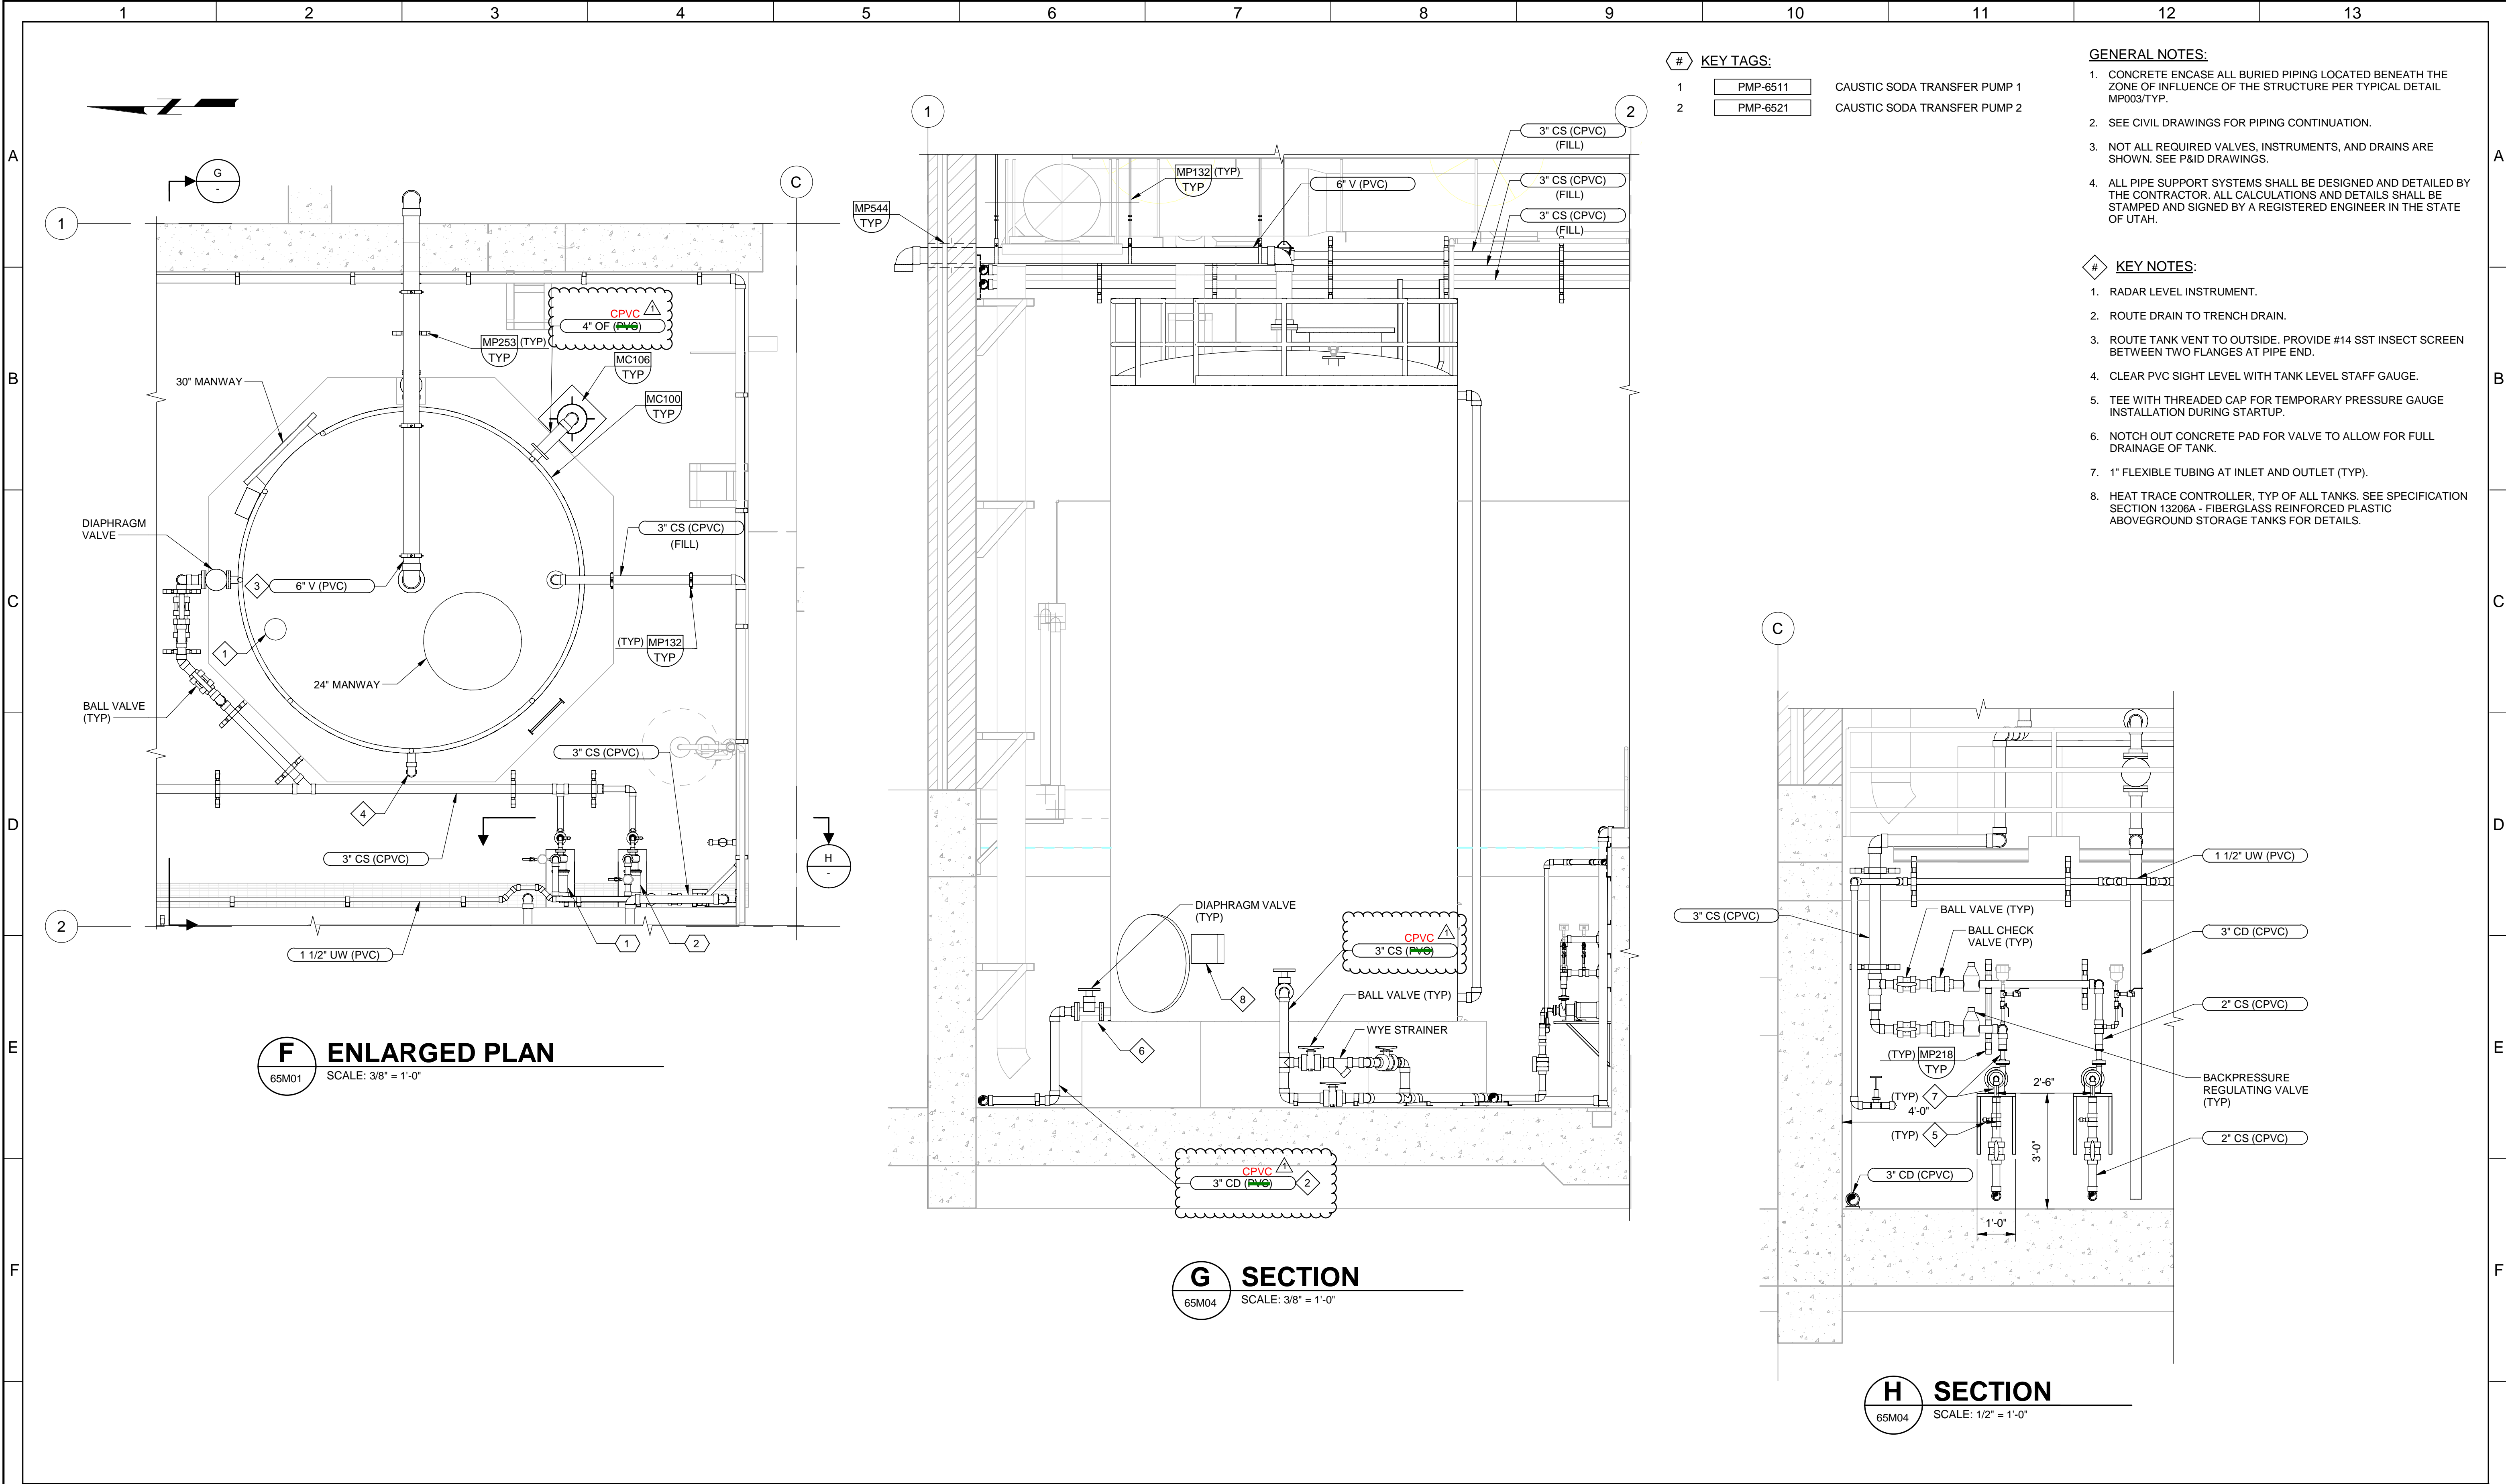 1 2 3 4 5 6 7 8 9 10 11 12 13
A
B
C
D
E
F
A
B
C
D
E
F
# KEY TAGS:
1 PMP-6511 CAUSTIC SODA TRANSFER PUMP 1
2 PMP-6521 CAUSTIC SODA TRANSFER PUMP 2
GENERAL NOTES:
1. CONCRETE ENCASE ALL BURIED PIPING LOCATED BENEATH THE
ZONE OF INFLUENCE OF THE STRUCTURE PER TYPICAL DETAIL
MP003/TYP.
2. SEE CIVIL DRAWINGS FOR PIPING CONTINUATION.
3. NOT ALL REQUIRED VALVES, INSTRUMENTS, AND DRAINS ARE
SHOWN. SEE P&ID DRAWINGS.
4. ALL PIPE SUPPORT SYSTEMS SHALL BE DESIGNED AND DETAILED BY
THE CONTRACTOR. ALL CALCULATIONS AND DETAILS SHALL BE
STAMPED AND SIGNED BY A REGISTERED ENGINEER IN THE STATE
OF UTAH.
# KEY NOTES:
1. RADAR LEVEL INSTRUMENT.
2. ROUTE DRAIN TO TRENCH DRAIN.
3. ROUTE TANK VENT TO OUTSIDE. PROVIDE #14 SST INSECT SCREEN
BETWEEN TWO FLANGES AT PIPE END.
4. CLEAR PVC SIGHT LEVEL WITH TANK LEVEL STAFF GAUGE.
5. TEE WITH THREADED CAP FOR TEMPORARY PRESSURE GAUGE
INSTALLATION DURING STARTUP.
6. NOTCH OUT CONCRETE PAD FOR VALVE TO ALLOW FOR FULL
DRAINAGE OF TANK.
7. 1" FLEXIBLE TUBING AT INLET AND OUTLET (TYP).
8. HEAT TRACE CONTROLLER, TYP OF ALL TANKS. SEE SPECIFICATION
SECTION 13206A - FIBERGLASS REINFORCED PLASTIC
ABOVEGROUND STORAGE TANKS FOR DETAILS.
G
-
C
1
CPVC 1
4" OF (PVC)
MP253 (TYP)
TYP
MC106
TYP
30" MANWAY
MC100
TYP
DIAPHRAGM
VALVE
3" CS (CPVC)
(FILL)
3 6" V (PVC)
1
(TYP) MP132
TYP
24" MANWAY
BALL VALVE
(TYP)
3" CS (CPVC)
4
3" CS (CPVC)
H
-
2
1 1/2" UW (PVC)
1
2
F ENLARGED PLAN
65M01 SCALE: 3/8" = 1'-0"
1
2
3" CS (CPVC)
(FILL)
MP132 (TYP)
TYP
6" V (PVC)
3" CS (CPVC)
(FILL)
MP544
TYP
3" CS (CPVC)
(FILL)
DIAPHRAGM VALVE
(TYP)
CPVC 1
3" CS (PVC)
8
BALL VALVE (TYP)
WYE STRAINER
6
CPVC 1
3" CD (PVC) 2
G SECTION
65M04 SCALE: 3/8" = 1'-0"
C
1 1/2" UW (PVC)
3" CS (CPVC)
BALL VALVE (TYP)
BALL CHECK
VALVE (TYP)
3" CD (CPVC)
2" CS (CPVC)
(TYP) MP218
TYP
2'-6"
BACKPRESSURE
REGULATING VALVE
(TYP)
(TYP) 7
4'-0"
(TYP) 5
3'-0"
2" CS (CPVC)
3" CD (CPVC)
1'-0"
H SECTION
65M04 SCALE: 1/2" = 1'-0"